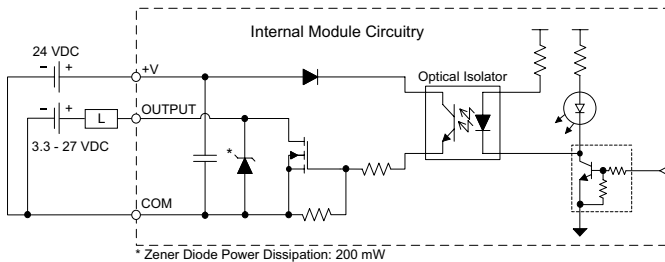 Internal Module Circuitry
24 VDC
− +
+V
Optical Isolator
− +
OUTPUT
L
3.3 - 27 VDC
*
COM
* Zener Diode Power Dissipation: 200 mW